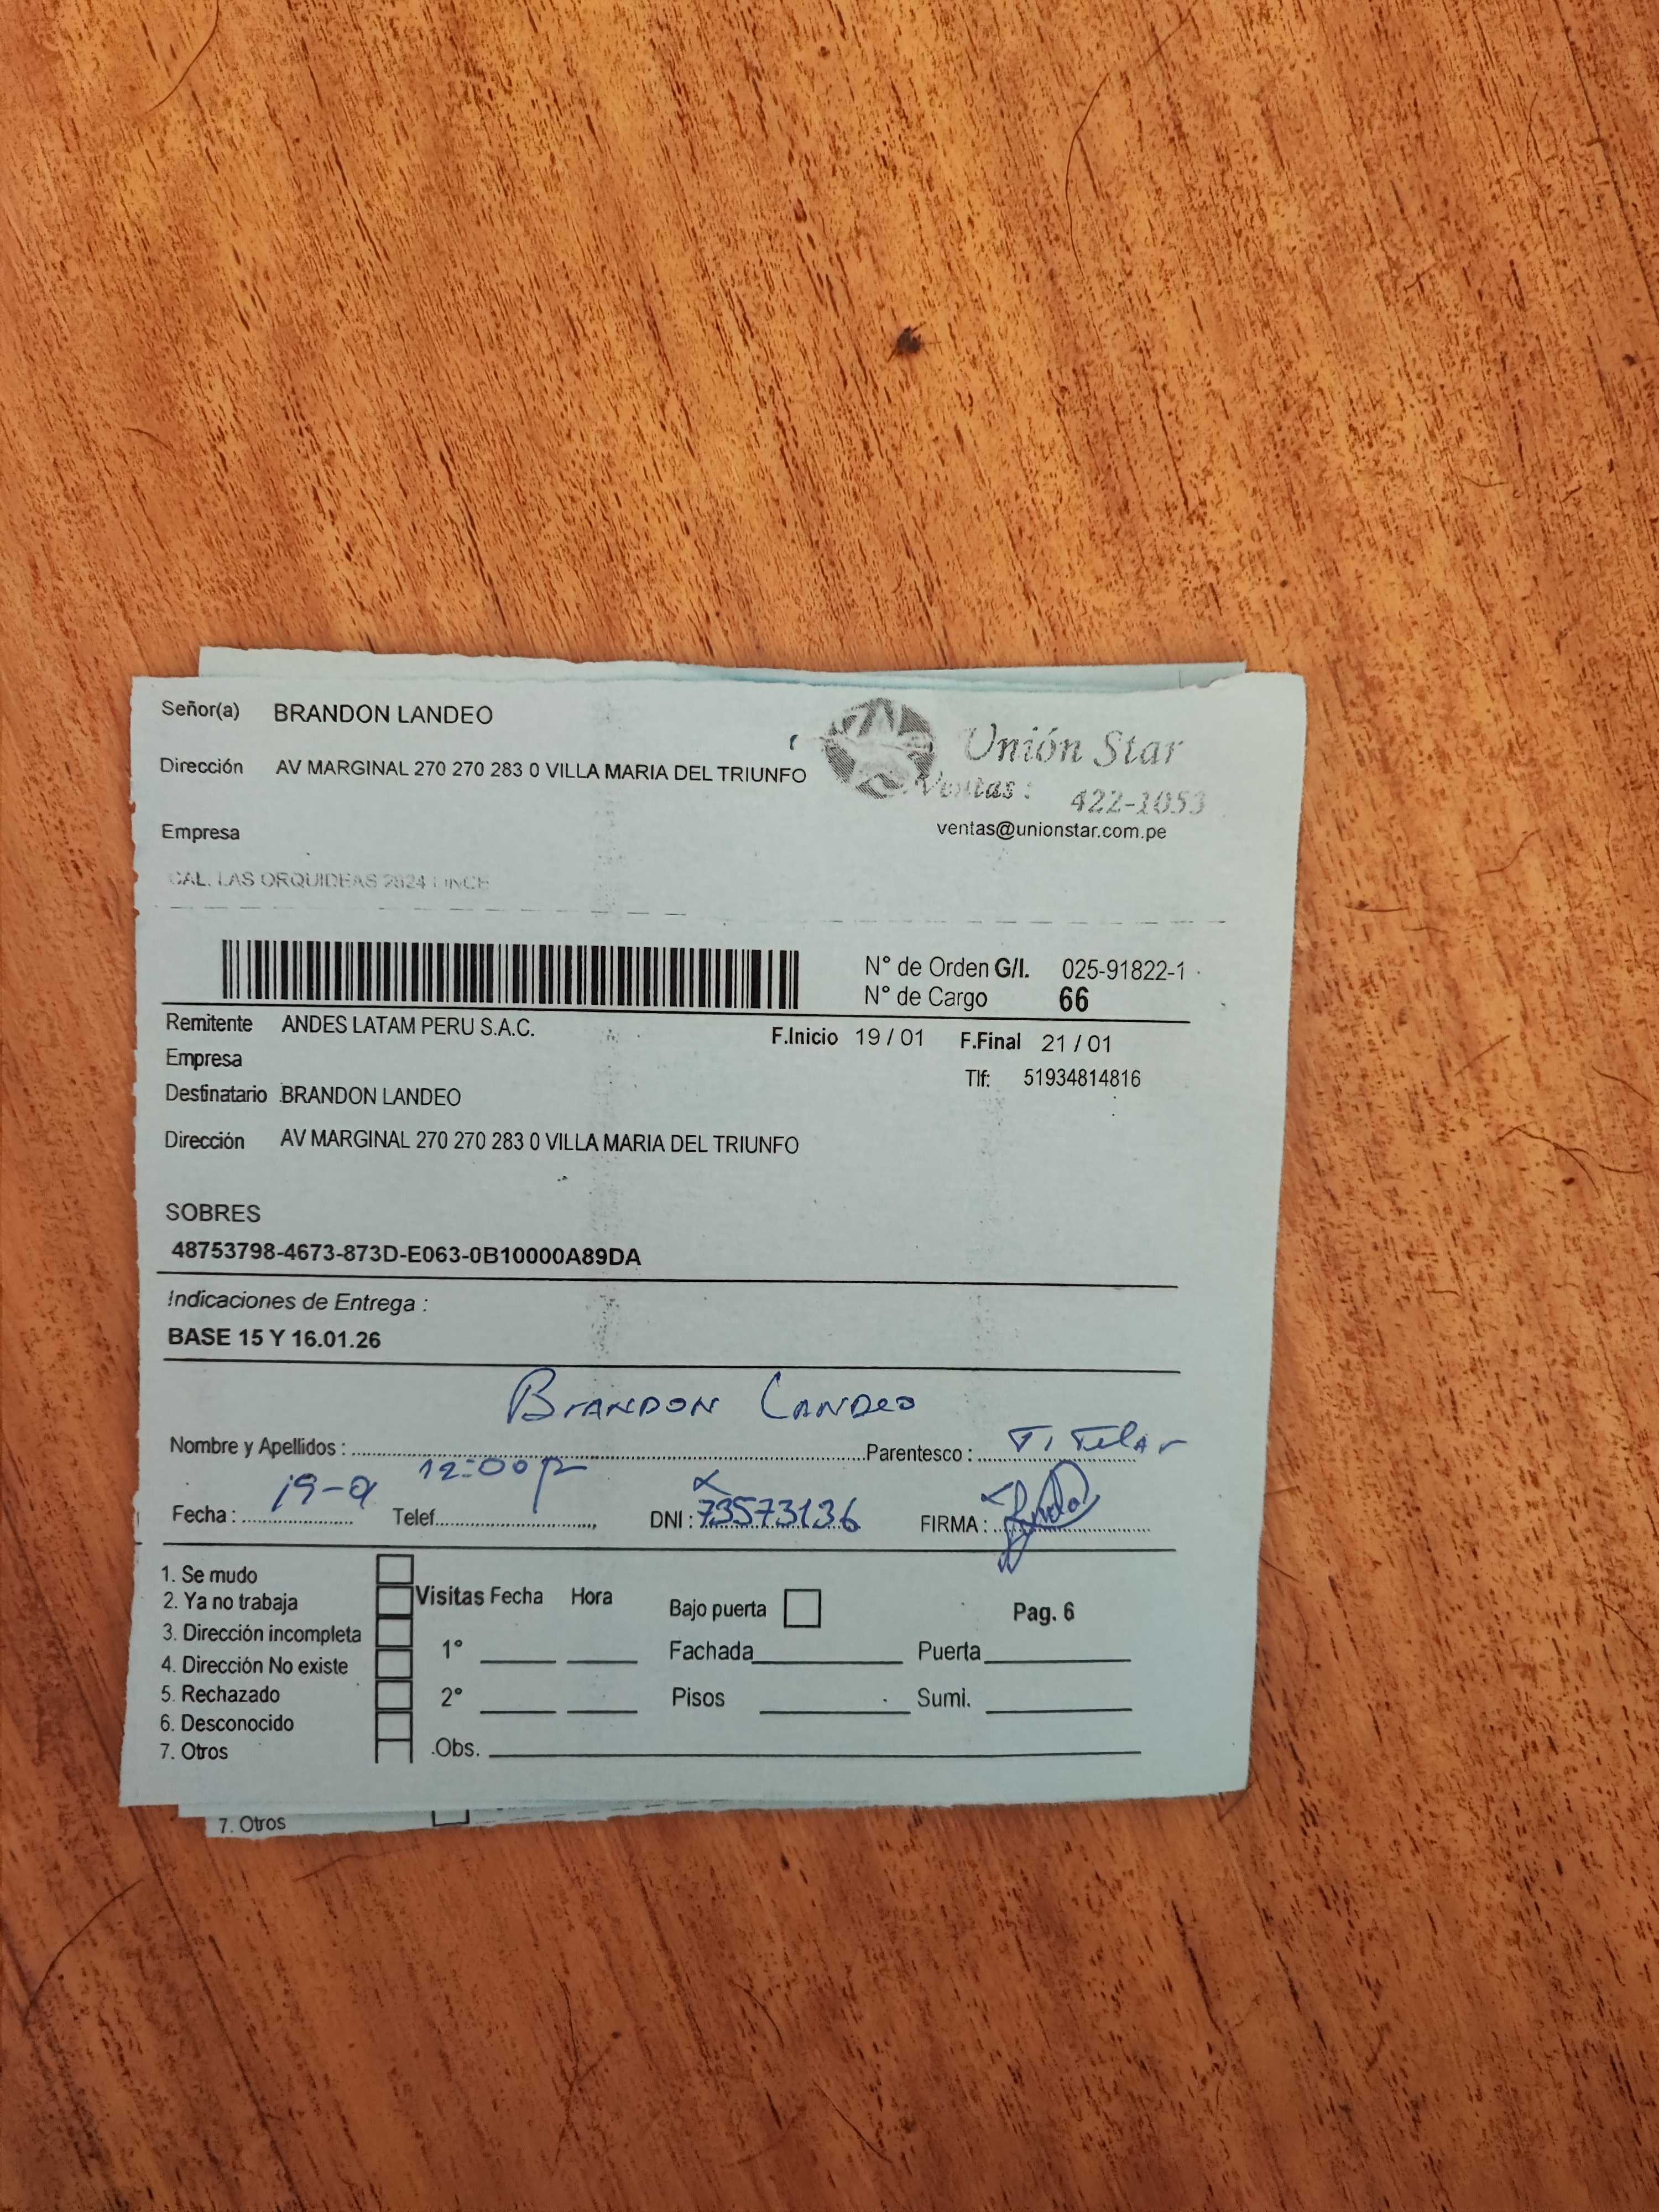 Señor(a) BRANDON LANDEO
Unión Star
Dirección AV MARGINAL 270 270 283 0 VILLA MARIA DEL TRIUNFO
Ventas : 422-1053
Empresa ventas@unionstar.com.pe
CAL. LAS ORQUIDEAS 2624 LINCE
N° de Orden G/I. 025-91822-1
N° de Cargo 66
Remitente ANDES LATAM PERU S.A.C. F.Inicio 19 / 01 F.Final 21 / 01
Empresa
Tlf: 51934814816
Destinatario BRANDON LANDEO
Dirección AV MARGINAL 270 270 283 0 VILLA MARIA DEL TRIUNFO
SOBRES
48753798-4673-873D-E063-0B10000A89DA
Indicaciones de Entrega :
BASE 15 Y 16.01.26
BRANDON LANDEO
Nombre y Apellidos : Parentesco : TITULAR
Fecha : 19-01 Telef. 12:00 p DNI : 73573136 FIRMA :
1. Se mudo
2. Ya no trabaja Visitas Fecha Hora Bajo puerta Pag. 6
3. Dirección incompleta
1° Fachada Puerta
4. Dirección No existe
5. Rechazado 2° Pisos Sumi.
6. Desconocido
7. Otros Obs.
7. Otros